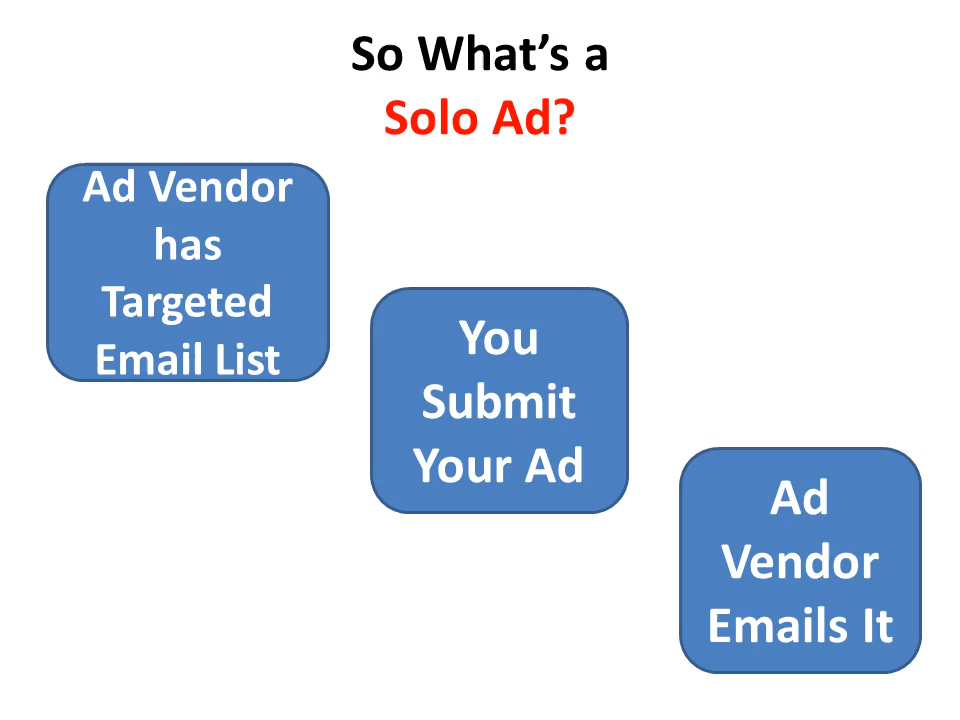 So What’s a
Solo Ad?
Ad Vendor
has
Targeted
Email List
You
Submit
Your Ad
Ad
Vendor
Emails It